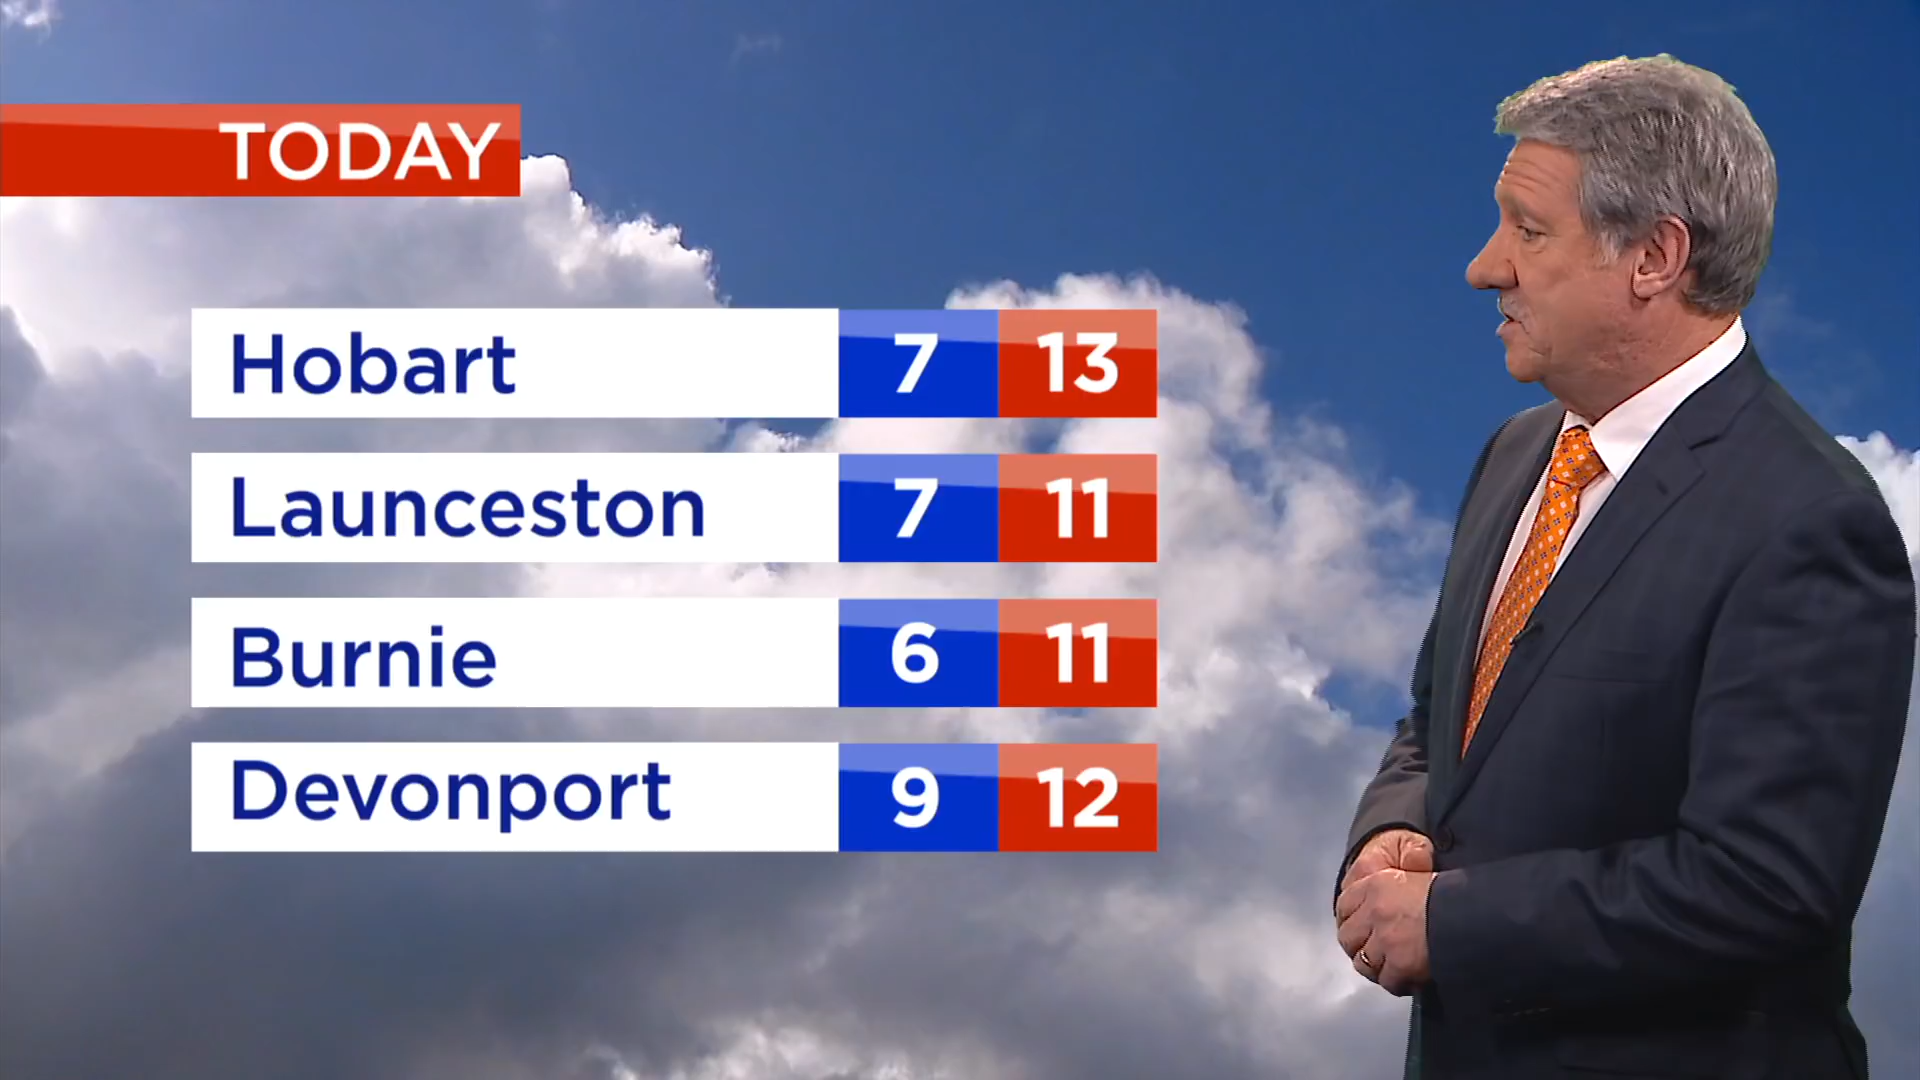 TODAY
Hobart 7 13
Launceston 7 11
Burnie 6 11
Devonport 9 12